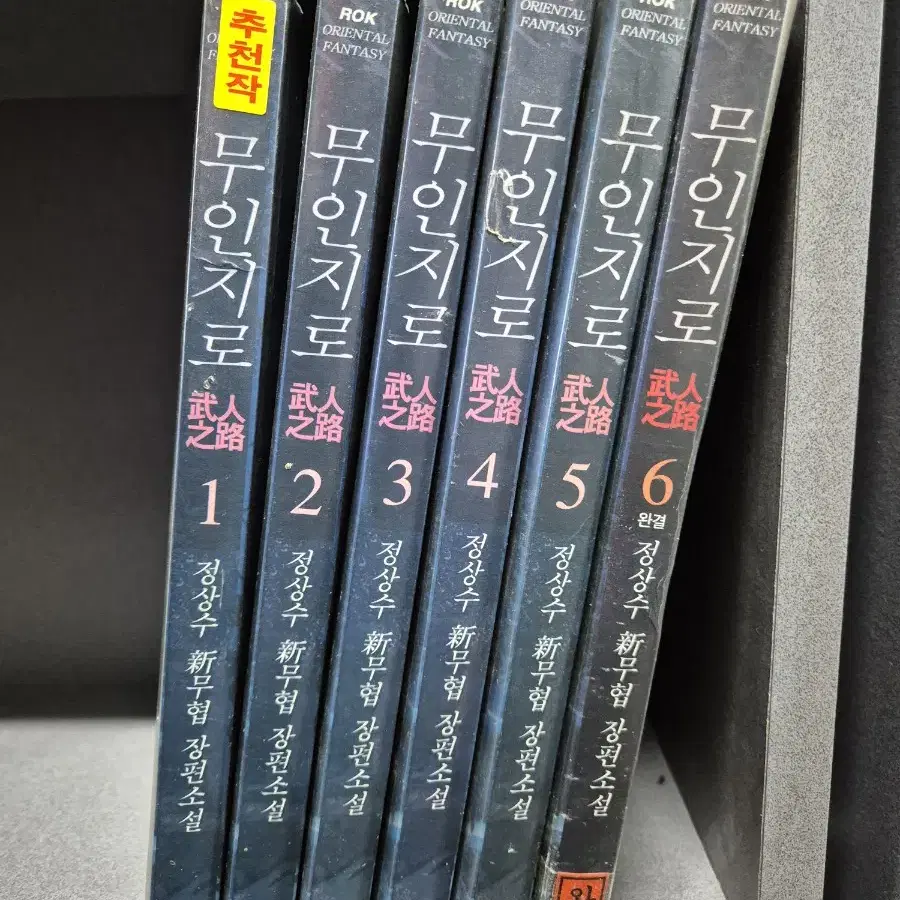 추천작
무인지로
武人之路
1
정상수 新무협 장편소설
ROK
ORIENTAL
FANTASY
무인지로
武人之路
2
정상수 新무협 장편소설
ROK
ORIENTAL
FANTASY
무인지로
武人之路
3
정상수 新무협 장편소설
ORIENTAL
FANTASY
무인지로
武人之路
4
정상수 新무협 장편소설
ROK
ORIENTAL
FANTASY
무인지로
武人之路
5
정상수 新무협 장편소설
ORIENTAL
FANTASY
무인지로
武人之路
6
완결
정상수 新무협 장편소설